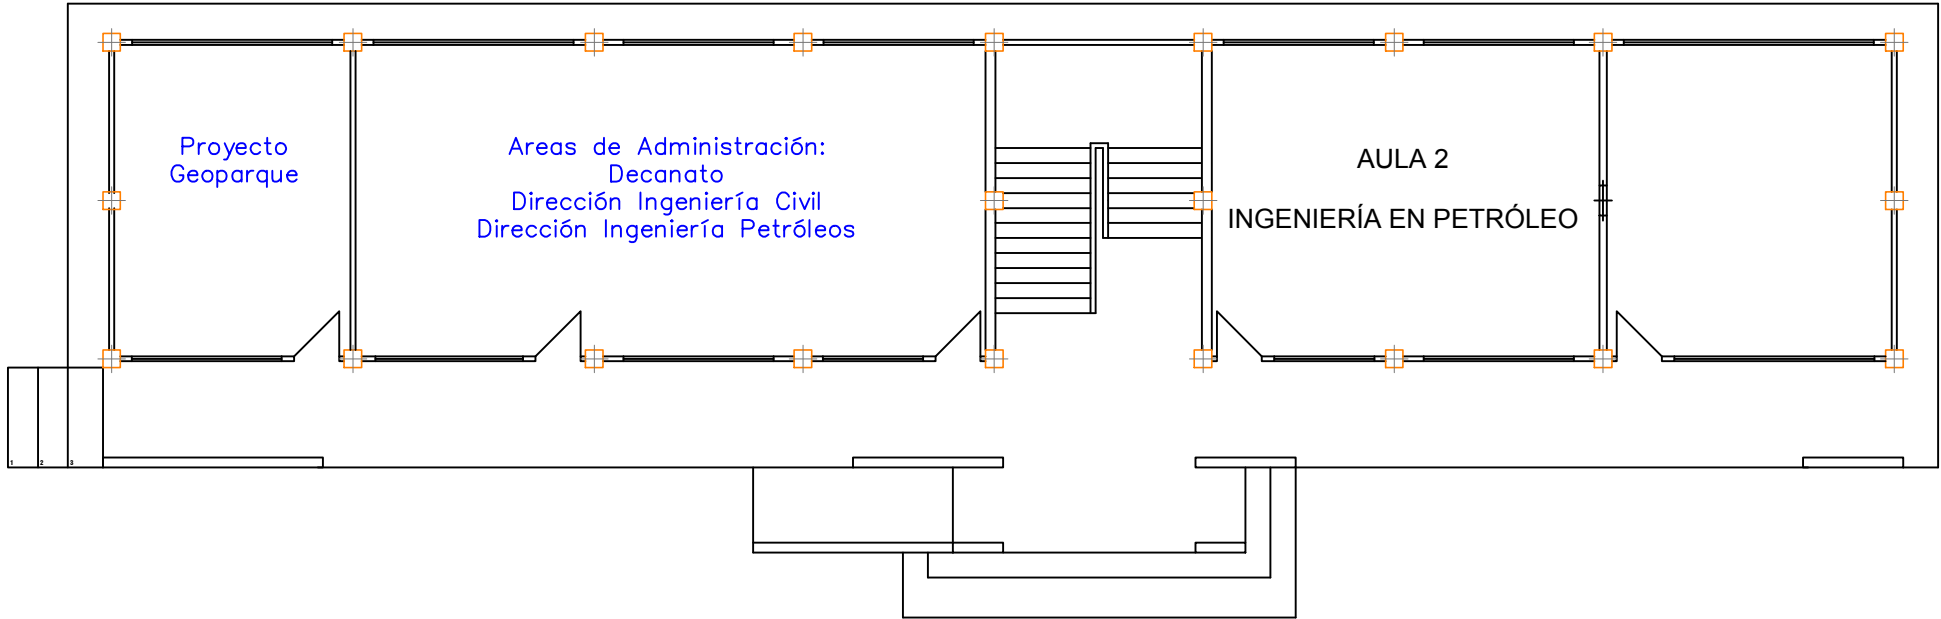 Proyecto
Geoparque
Areas de Administración:
Decanato
Dirección Ingeniería Civil
Dirección Ingeniería Petróleos
AULA 2
INGENIERÍA EN PETRÓLEO
1 2 3